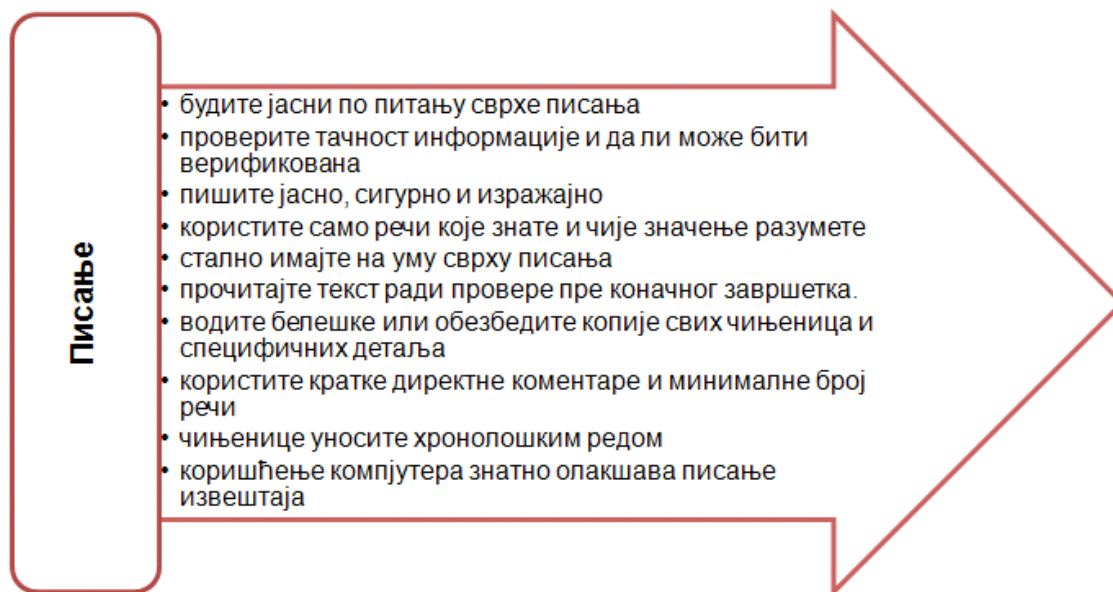 Писање
• будите јасни по питању сврхе писања
• проверите тачност информације и да ли може бити
верификована
• пишите јасно, сигурно и изражајно
• користите само речи које знате и чије значење разумете
• стално имајте на уму сврху писања
• прочитајте текст ради провере пре коначног завршетка.
• водите белешке или обезбедите копије свих чињеница и
специфичних детаља
• користите кратке директне коментаре и минималне број
речи
• чињенице уносите хронолошким редом
• коришћење компјутера знатно олакшава писање
извештаја